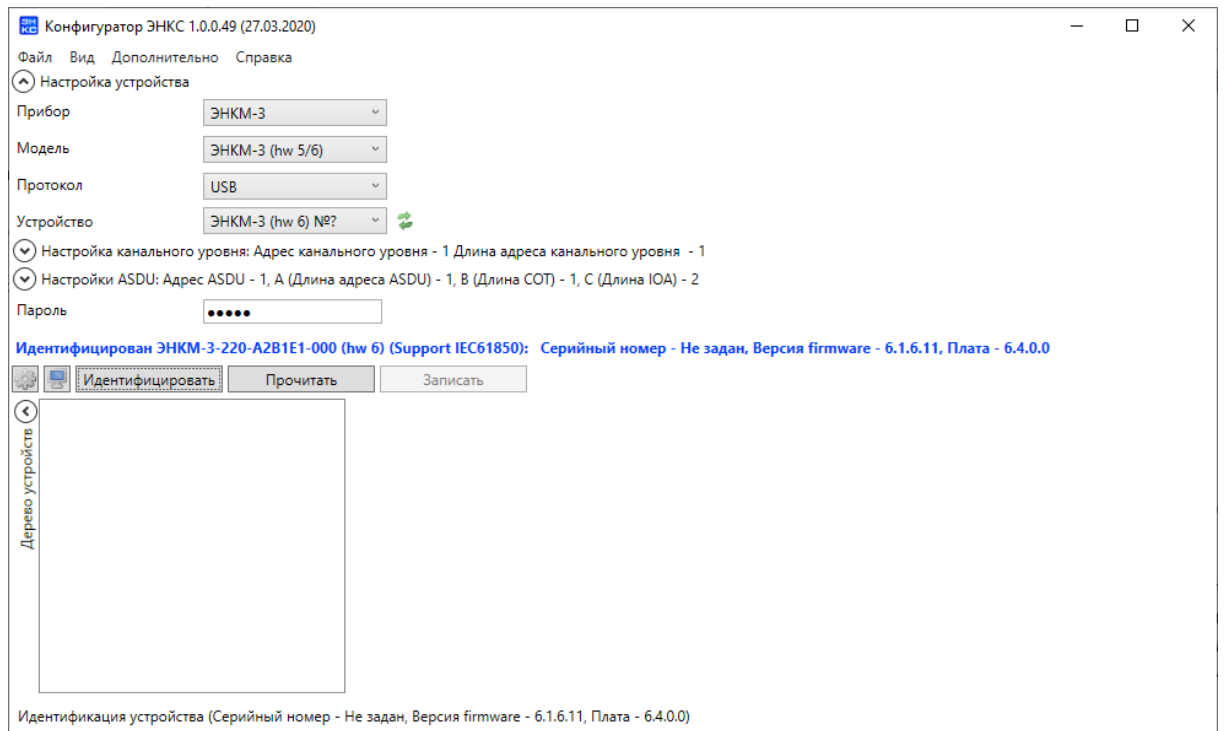 ЭН
КС Конфигуратор ЭНКС 1.0.0.49 (27.03.2020)
Файл Вид Дополнительно Справка
Настройка устройства
Прибор ЭНКМ-3
Модель ЭНКМ-3 (hw 5/6)
Протокол USB
Устройство ЭНКМ-3 (hw 6) №?
Настройка канального уровня: Адрес канального уровня - 1 Длина адреса канального уровня - 1
Настройки ASDU: Адрес ASDU - 1, A (Длина адреса ASDU) - 1, B (Длина COT) - 1, C (Длина IOA) - 2
Пароль ●●●●●
Идентифицирован ЭНКМ-3-220-A2B1E1-000 (hw 6) (Support IEC61850): Серийный номер - Не задан, Версия firmware - 6.1.6.11, Плата - 6.4.0.0
Идентифицировать Прочитать Записать
Дерево устройств
Идентификация устройства (Серийный номер - Не задан, Версия firmware - 6.1.6.11, Плата - 6.4.0.0)